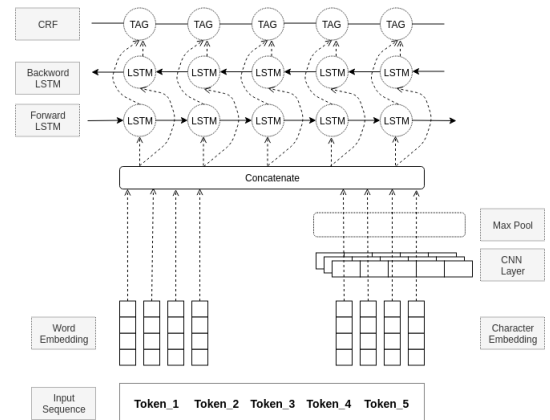 CRF
TAG TAG TAG TAG TAG
Backword
LSTM
LSTM LSTM LSTM LSTM LSTM
Forward
LSTM
LSTM LSTM LSTM LSTM LSTM
Concatenate
Max Pool
CNN
Layer
Word
Embedding
Character
Embedding
Input
Sequence
Token_1 Token_2 Token_3 Token_4 Token_5